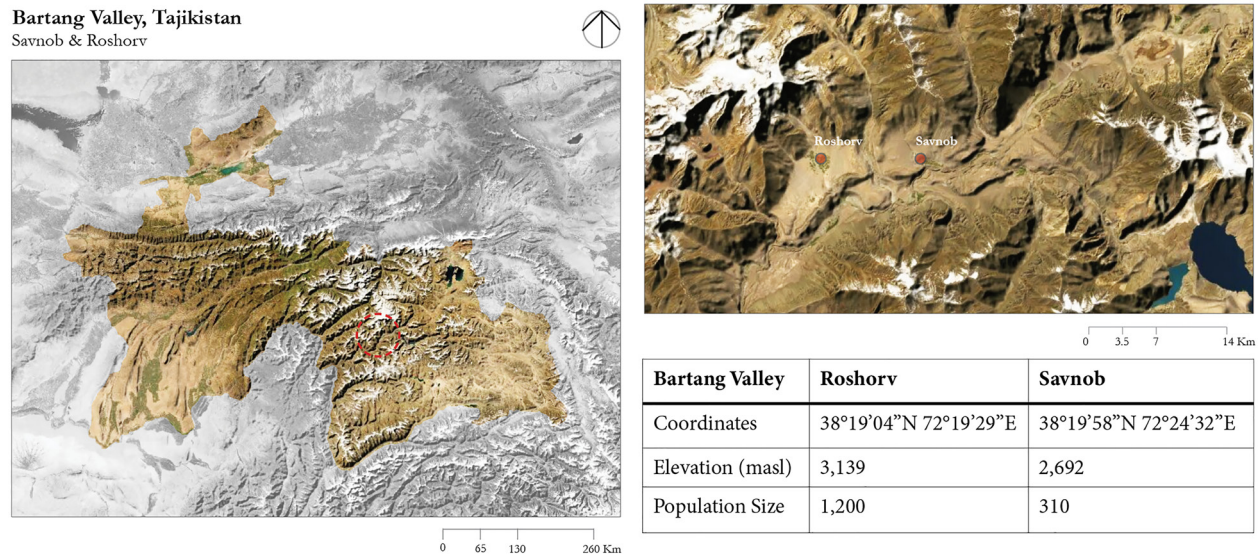 Bartang Valley, Tajikistan
Savnob & Roshorv
Roshorv
Savnob
0 65 130 260 Km
0 3.5 7 14 Km
Bartang Valley Roshorv Savnob
Coordinates 38°19’04”N 72°19’29”E 38°19’58”N 72°24’32”E
Elevation (masl) 3,139 2,692
Population Size 1,200 310